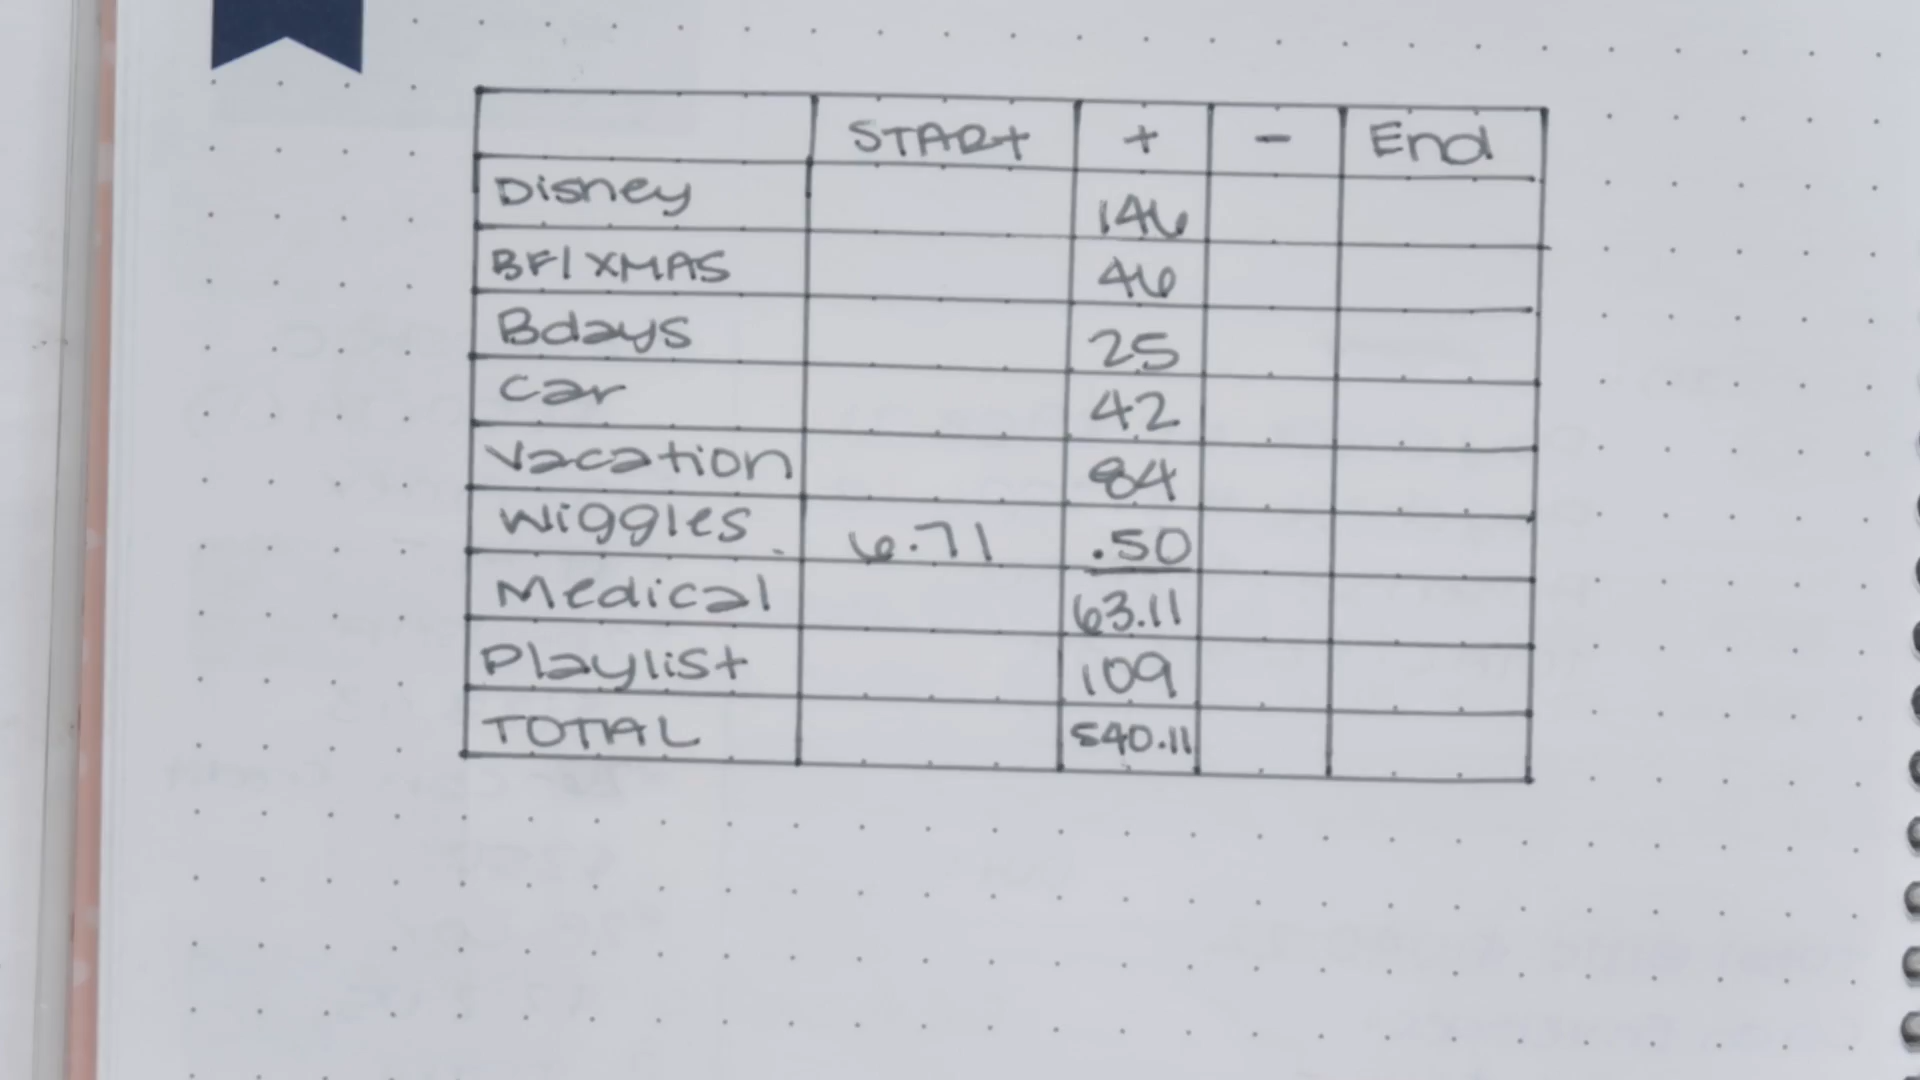 START + - End
Disney 146
BF/XMAS 46
Bdays 25
Car 42
Vacation 84
Wiggles 6.71 .50
Medical 63.11
Playlist 109
TOTAL 540.11